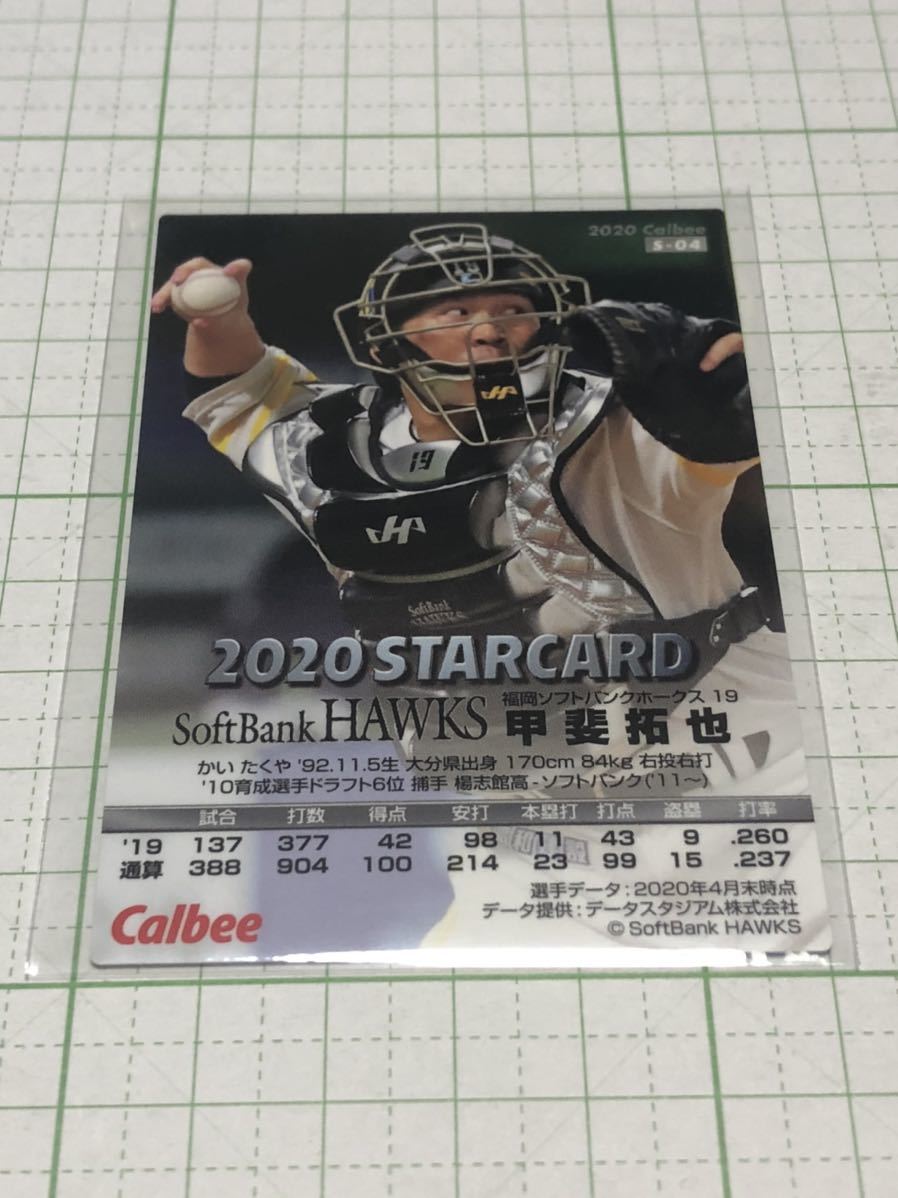 2020 Calbee
S-04
19
SoftBank
HAWKS
2020 STARCARD
福岡ソフトバンクホークス 19
SoftBank HAWKS 甲斐拓也
かい たくや '92.11.5生 大分県出身 170cm 84kg 右投右打
'10育成選手ドラフト6位 捕手 楊志館高-ソフトバンク('11〜)
試合 打数 得点 安打 本塁打 打点 盗塁 打率
'19 137 377 42 98 11 43 9 .260
通算 388 904 100 214 23 99 15 .237
選手データ:2020年4月末時点
データ提供:データスタジアム株式会社
© SoftBank HAWKS
Calbee